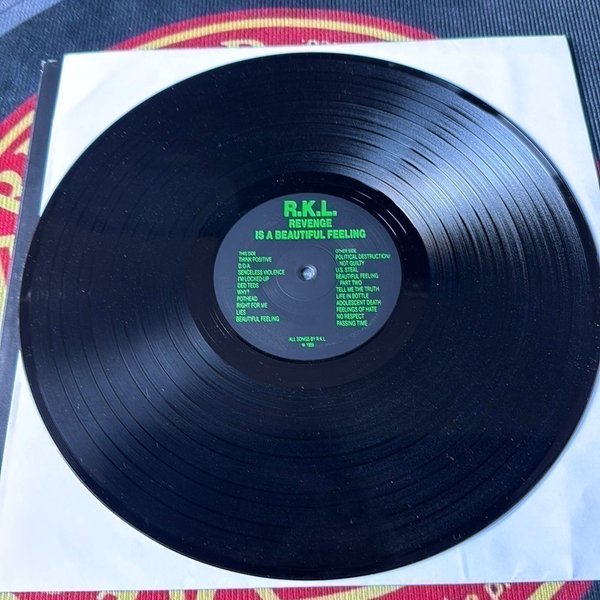 R.K.L.
REVENGE
IS A BEAUTIFUL FEELING
THIS SIDE
THINK POSITIVE
D.O.A.
SENCELESS VIOLENCE
I'M LOCKED UP
DED TEDS
WHY?
POTHEAD
RIGHT FOR ME
LIES
BEAUTIFUL FEELING
OTHER SIDE
POLITICAL DESTRUCTION/
NOT GUILTY
U.S. STEAL
BEAUTIFUL FEELING
PART TWO
TELL ME THE TRUTH
LIFE IN BOTTLE
ADOLESCENT DEATH
FEELINGS OF HATE
NO RESPECT
PASSING TIME
ALL SONGS BY R.K.L.
℗ 1989